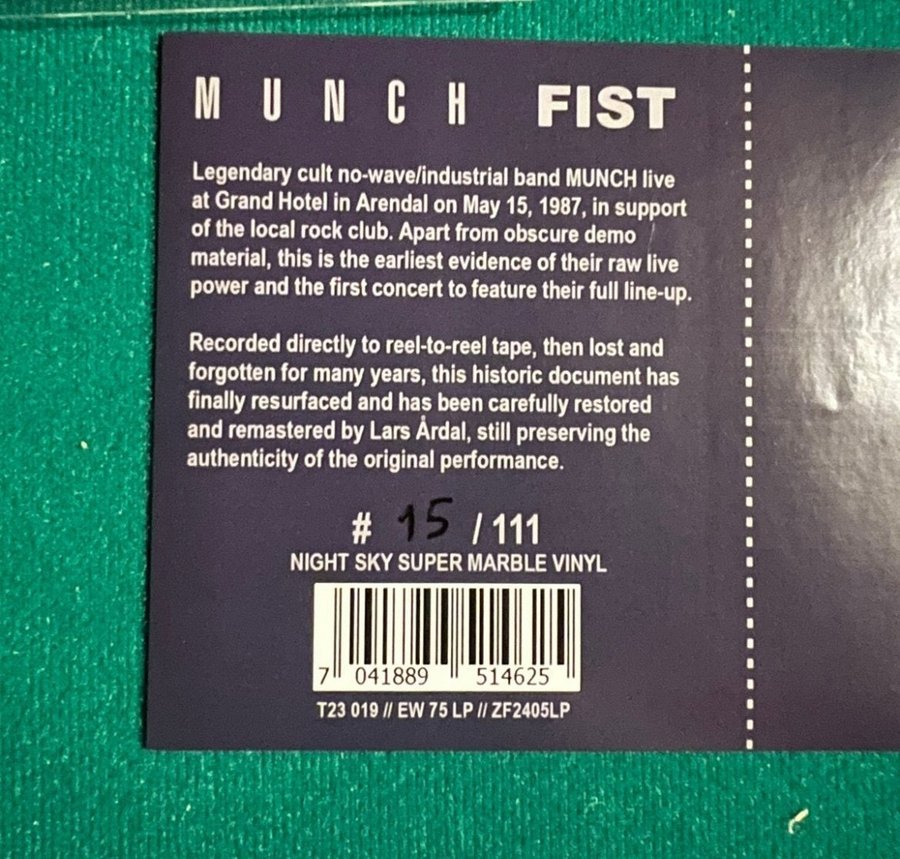 MUNCH FIST
Legendary cult no-wave/industrial band MUNCH live
at Grand Hotel in Arendal on May 15, 1987, in support
of the local rock club. Apart from obscure demo
material, this is the earliest evidence of their raw live
power and the first concert to feature their full line-up.
Recorded directly to reel-to-reel tape, then lost and
forgotten for many years, this historic document has
finally resurfaced and has been carefully restored
and remastered by Lars Årdal, still preserving the
authenticity of the original performance.
# 15 / 111
NIGHT SKY SUPER MARBLE VINYL
7 041889 514625
T23 019 // EW 75 LP // ZF2405LP